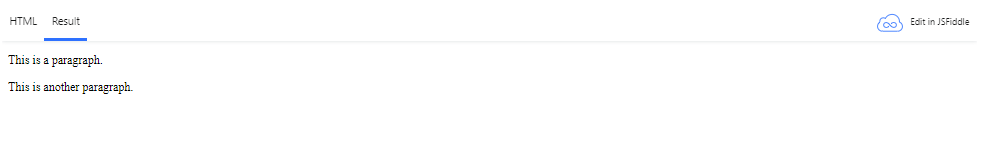 HTML Result Edit in JSFiddle
This is a paragraph.
This is another paragraph.